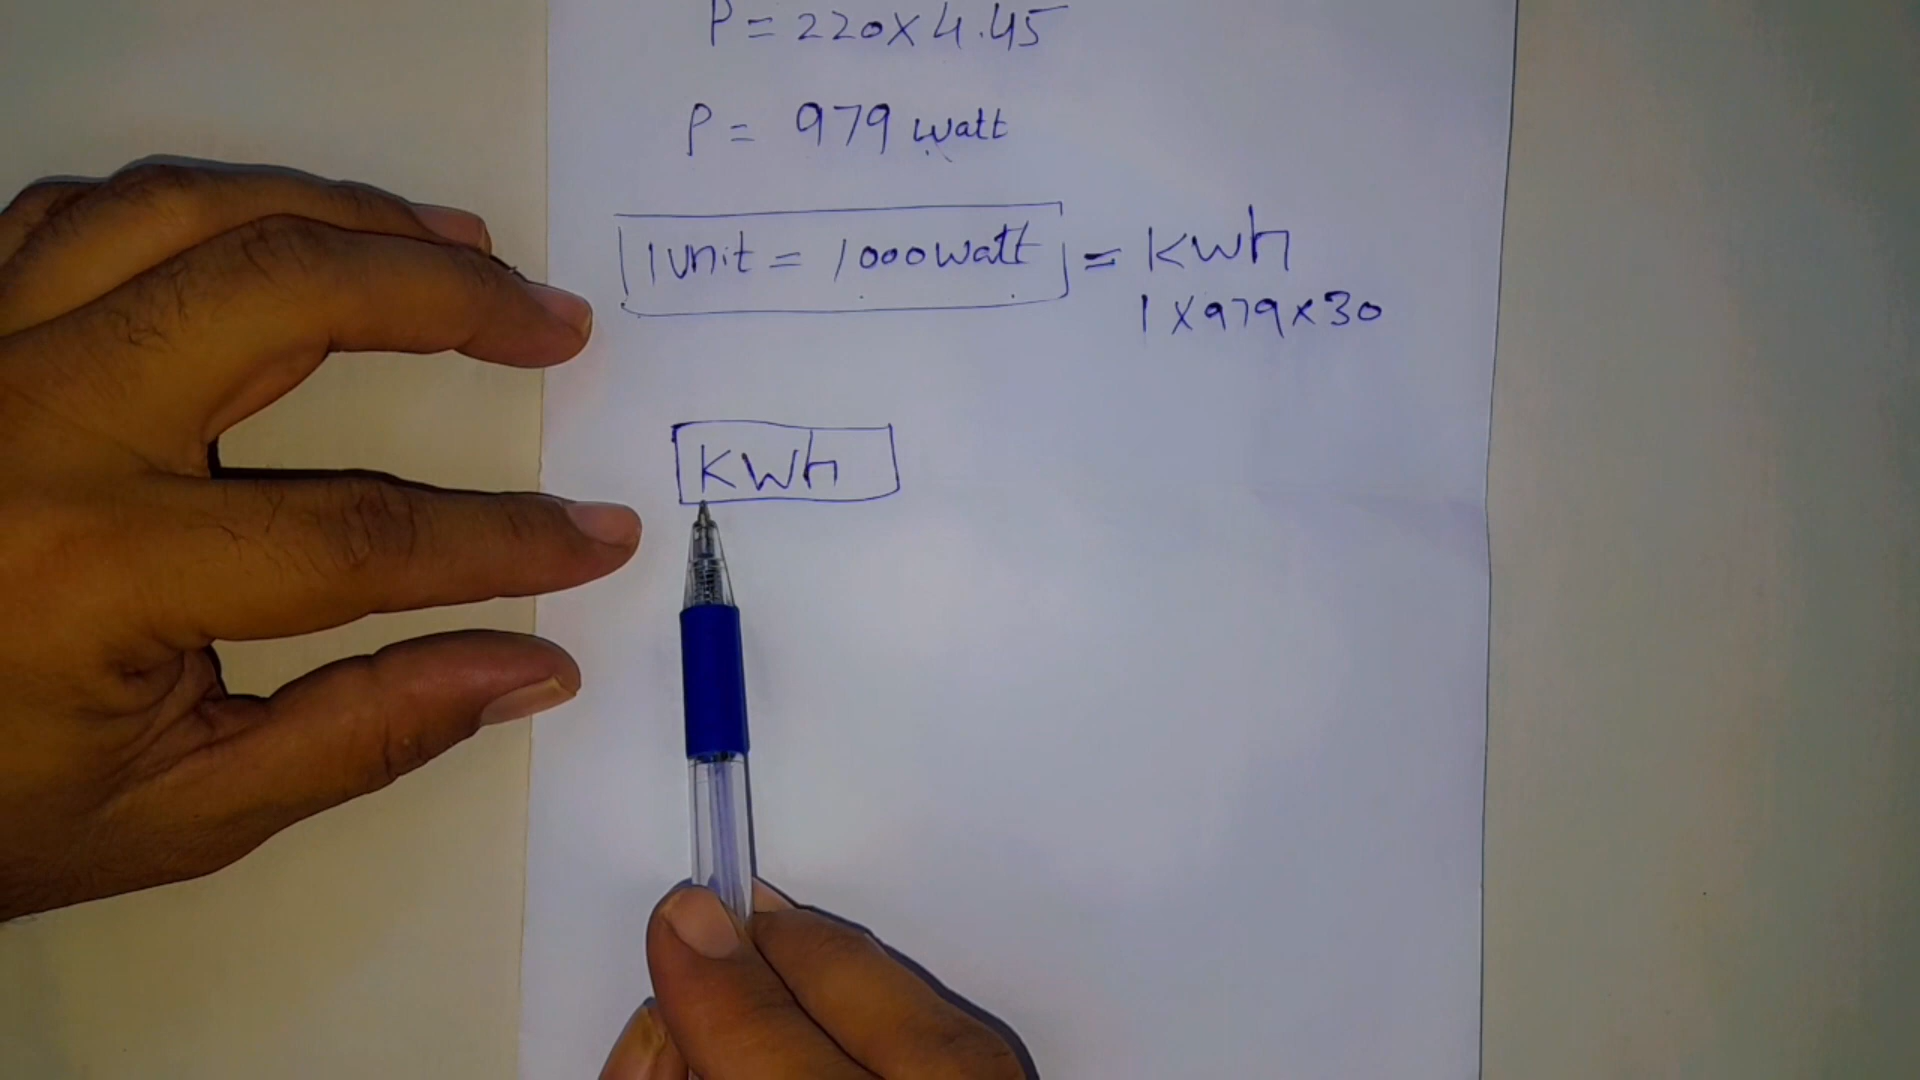 P = 220 x 4.45
P = 979 watt
1 unit = 1000 watt = kwh
1 x 979 x 30
KWh